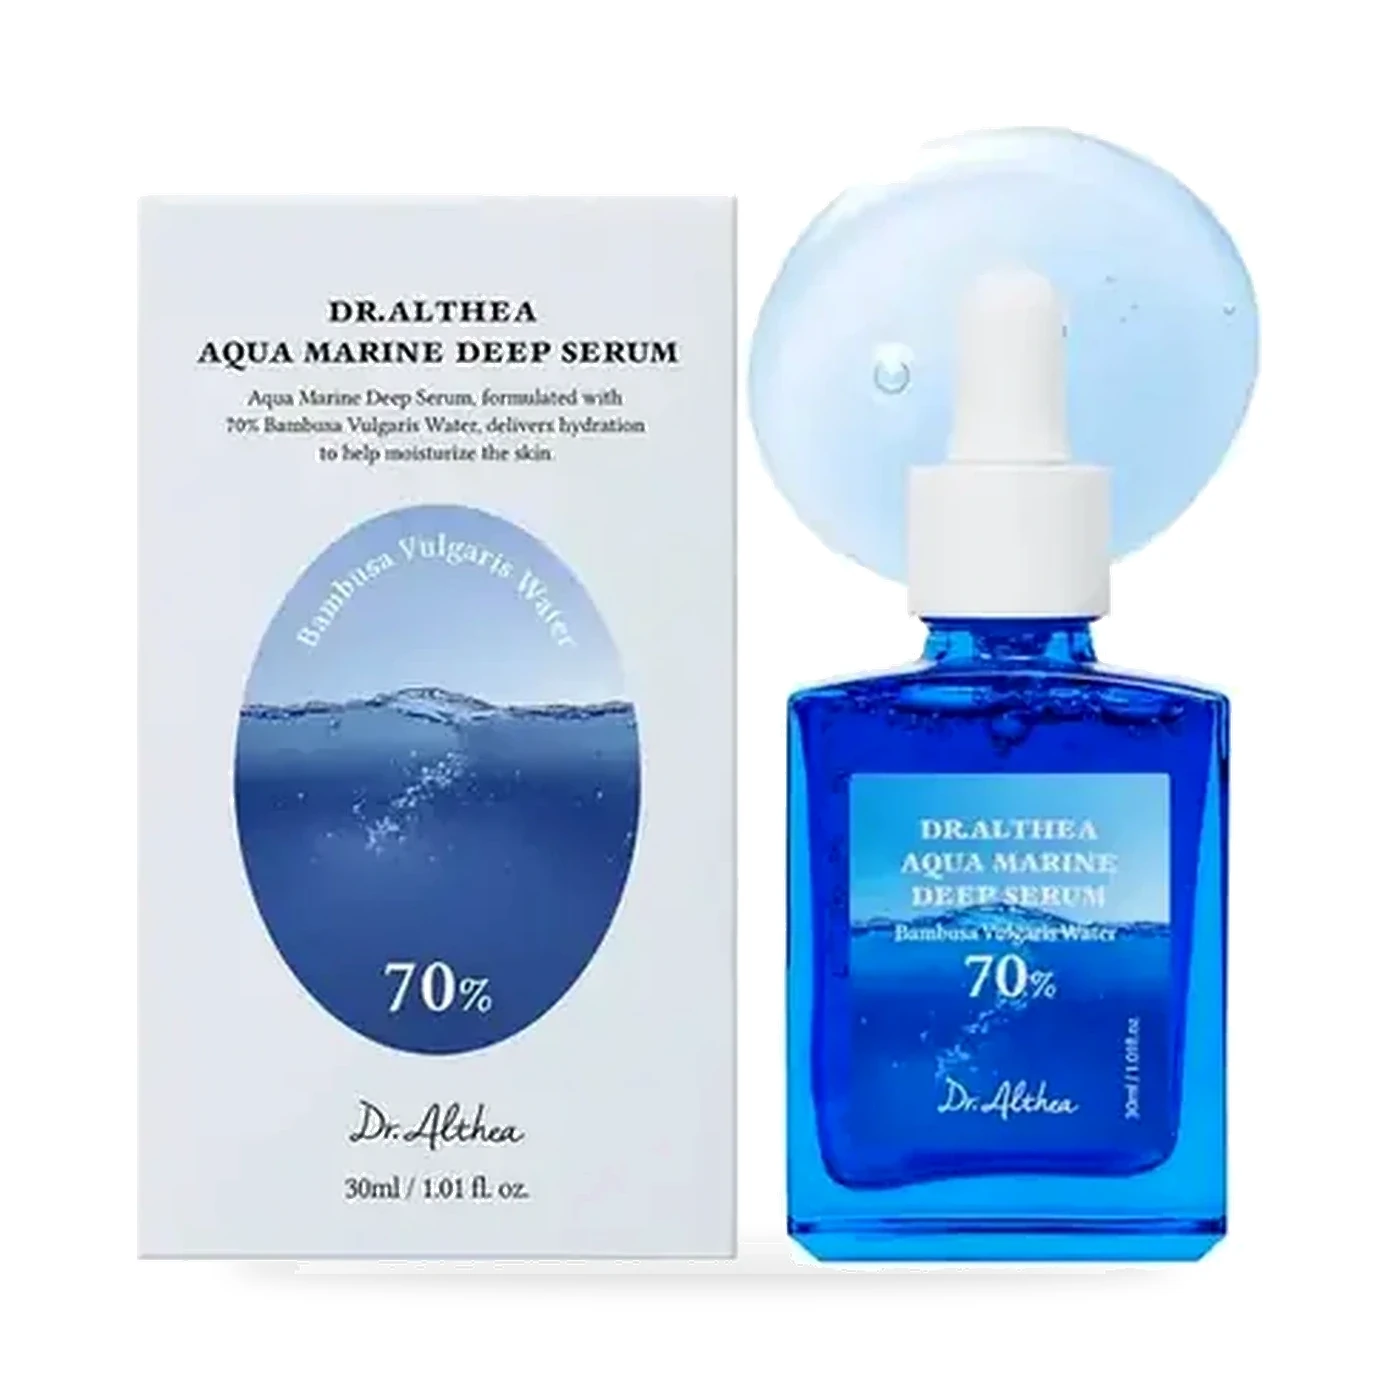 DR.ALTHEA
AQUA MARINE DEEP SERUM
Aqua Marine Deep Serum, formulated with
70% Bambusa Vulgaris Water, delivers hydration
to help moisturize the skin.
Bambusa Vulgaris Water
70%
Dr. Althea
30ml / 1.01 fl. oz.
DR.ALTHEA
AQUA MARINE
DEEP SERUM
Bambusa Vulgaris Water
70%
Dr. Althea
30ml / 1.01fl.oz.